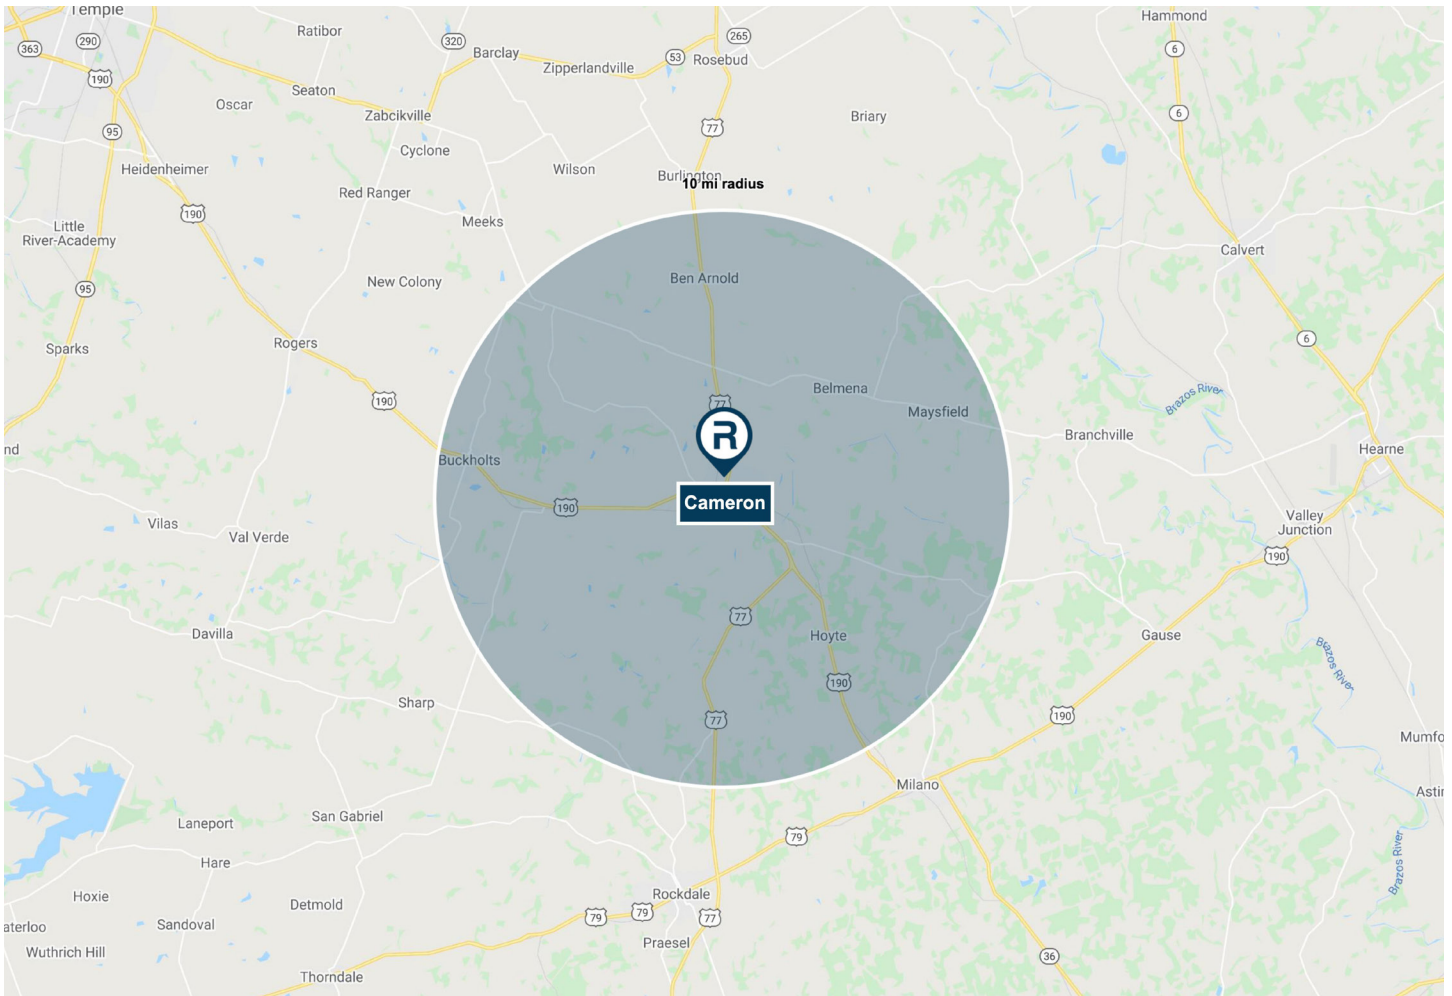 Temple
Ratibor
Hammond
363
290
320
Barclay
53
265
Rosebud
6
Zipperlandville
190
Seaton
Oscar
Zabcikville
6
Briary
95
77
Cyclone
Heidenheimer
Wilson
Burlington
10 mi radius
Red Ranger
190
Meeks
Little
River-Academy
Calvert
New Colony
Ben Arnold
95
Sparks
Rogers
6
190
77
Belmena
Brazos River
Maysfield
R
Branchville
nd
Hearne
Buckholts
190
Cameron
Vilas
Val Verde
Valley
Junction
190
77
Davilla
Hoyte
Gause
Brazos River
190
Sharp
77
190
Mumfo
Milano
Astin
San Gabriel
Laneport
79
Hare
Brazos River
Hoxie
Detmold
Rockdale
79
79
77
aterloo
Sandoval
Praesel
Wuthrich Hill
36
Thorndale